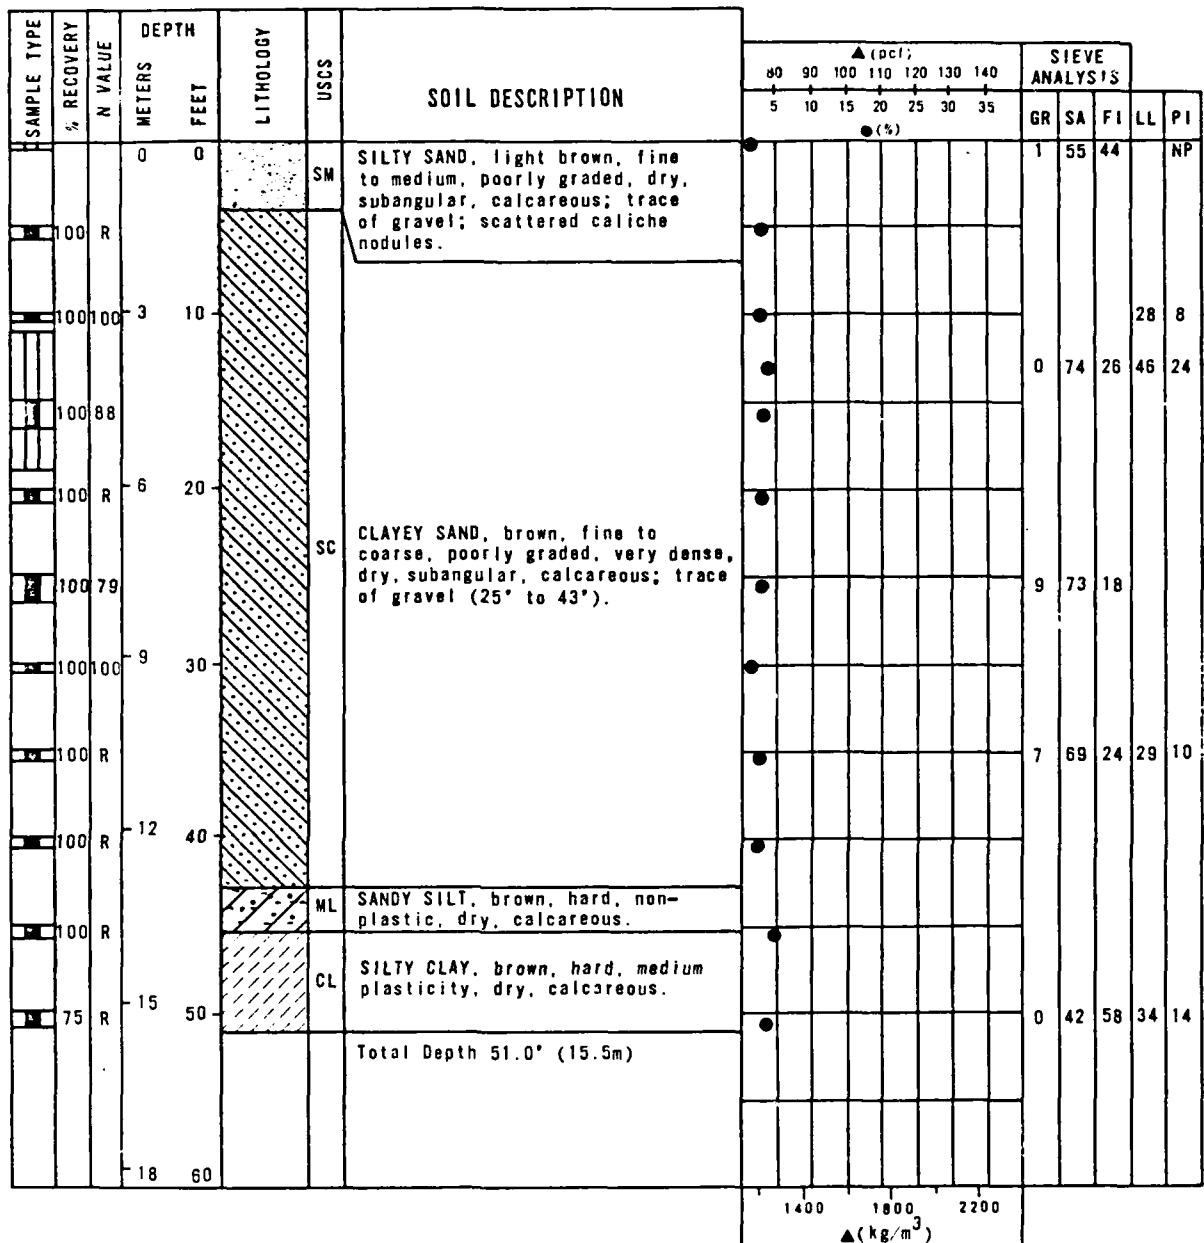 SAMPLE TYPE
% RECOVERY
N VALUE
DEPTH
METERS
FEET
LITHOLOGY
USCS
SOIL DESCRIPTION
▲ (pcf)
80 90 100 110 120 130 140
5 10 15 20 25 30 35
● (%)
SIEVE
ANALYSIS
GR SA FI LL PI
0 0
SM
SILTY SAND, light brown, fine
to medium, poorly graded, dry,
subangular, calcareous; trace
of gravel; scattered caliche
nodules.
1 55 44 NP
100 R
100 100 3 10
28 8
0 74 26 46 24
100 88
100 R 6 20
SC
CLAYEY SAND, brown, fine to
coarse, poorly graded, very dense,
dry, subangular, calcareous; trace
of gravel (25' to 43').
100 79
9 73 18
100 100 9 30
100 R
7 69 24 29 10
100 R 12 40
ML
SANDY SILT, brown, hard, non-
plastic, dry, calcareous.
100 R
CL
SILTY CLAY, brown, hard, medium
plasticity, dry, calcareous.
75 R 15 50
0 42 58 34 14
Total Depth 51.0' (15.5m)
18 60
1400 1800 2200
▲(kg/m³)